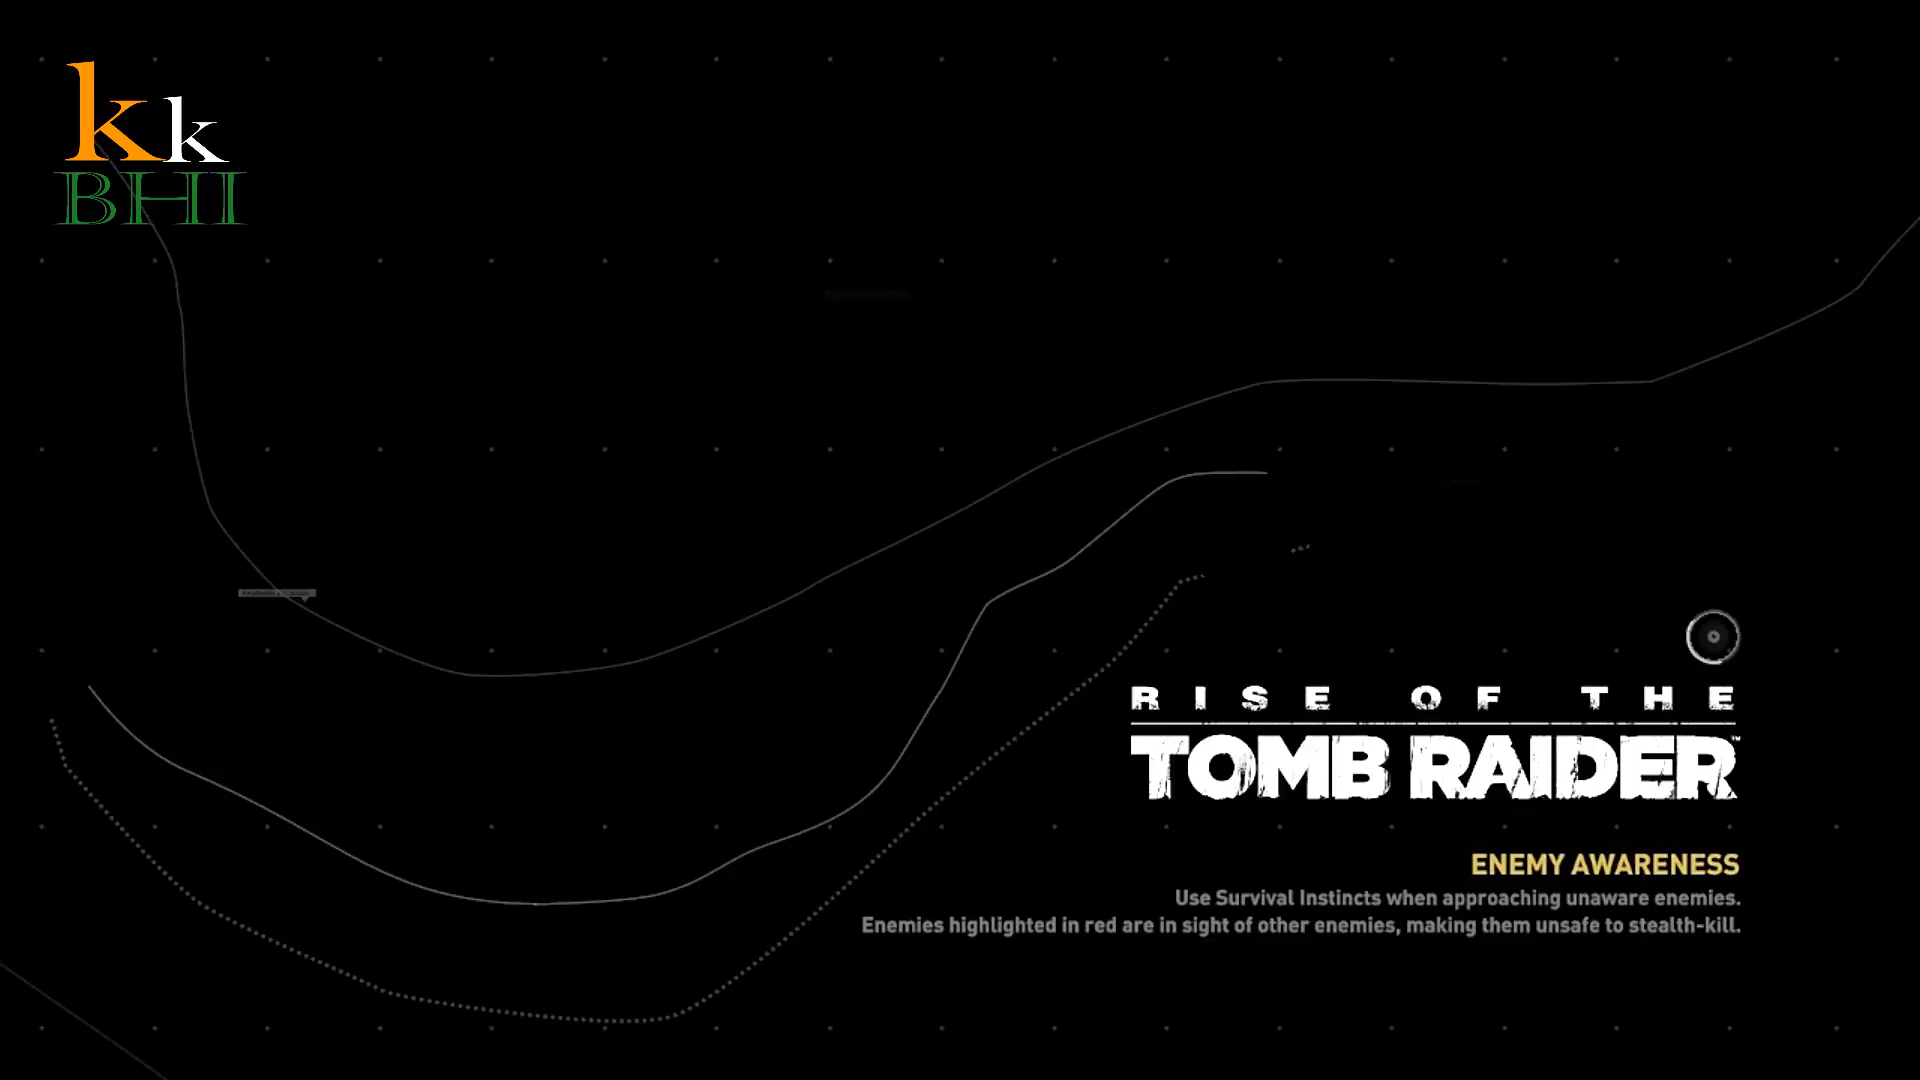 kk
BHI
RISE OF THE
TOMB RAIDER™
ENEMY AWARENESS
Use Survival Instincts when approaching unaware enemies.
Enemies highlighted in red are in sight of other enemies, making them unsafe to stealth-kill.